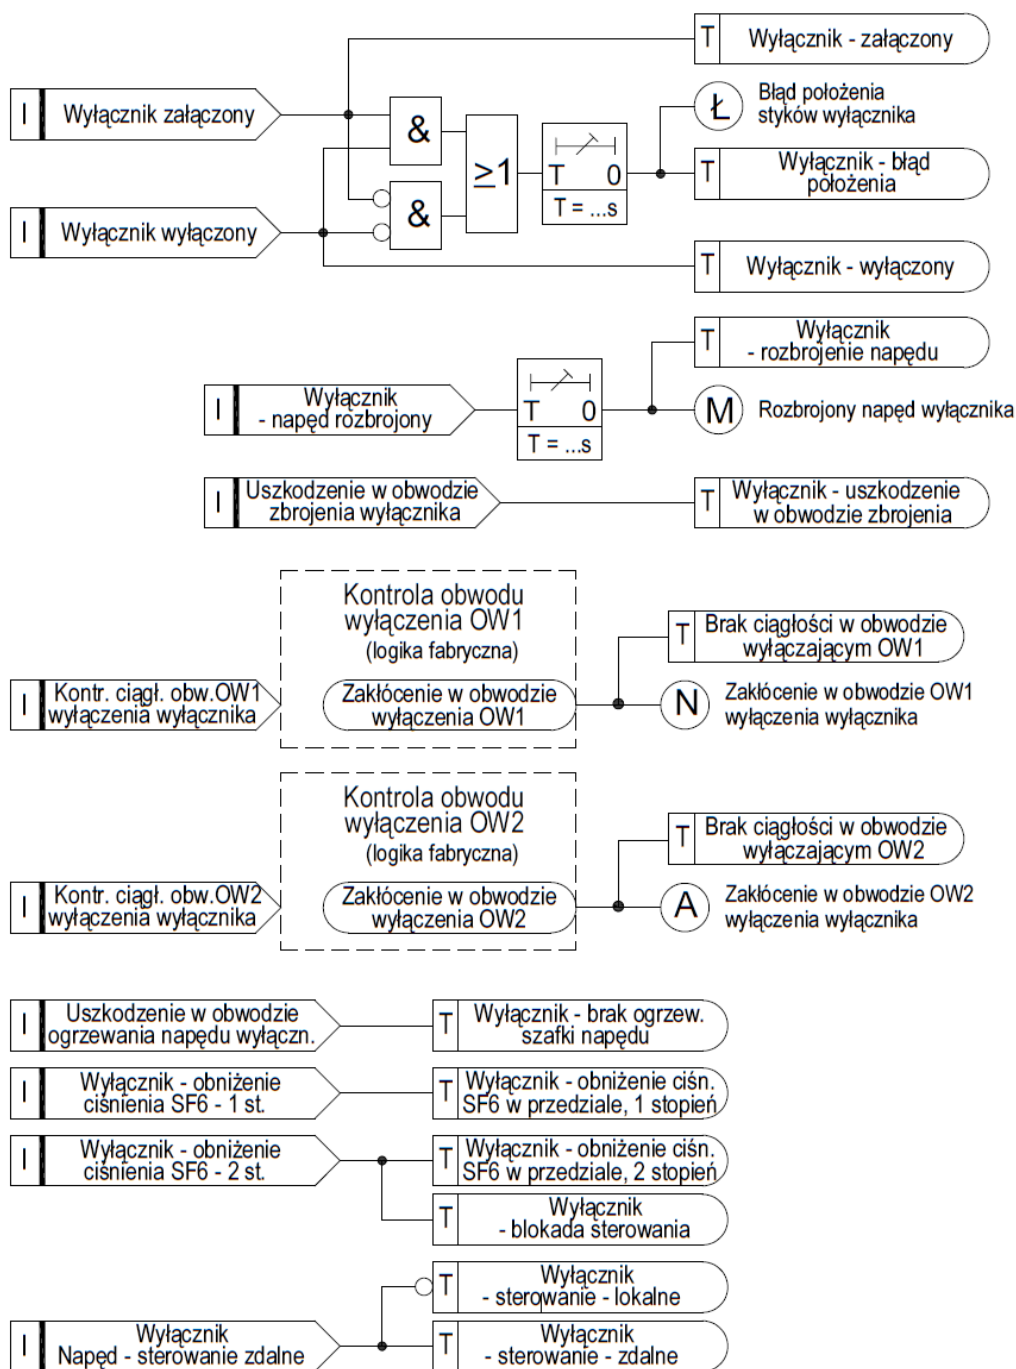 T Wyłącznik - załączony
I Wyłącznik załączony
&
Ł Błąd położenia
styków wyłącznika
≥1
T 0
T = ...s
T Wyłącznik - błąd
położenia
&
I Wyłącznik wyłączony
T Wyłącznik - wyłączony
T Wyłącznik
- rozbrojenie napędu
I Wyłącznik
- napęd rozbrojony
T 0
T = ...s
M Rozbrojony napęd wyłącznika
I Uszkodzenie w obwodzie
zbrojenia wyłącznika
T Wyłącznik - uszkodzenie
w obwodzie zbrojenia
Kontrola obwodu
wyłączenia OW1
(logika fabryczna)
T Brak ciągłości w obwodzie
wyłączającym OW1
I Kontr. ciągł. obw.OW1
wyłączenia wyłącznika
Zakłócenie w obwodzie
wyłączenia OW1
N Zakłócenie w obwodzie OW1
wyłączenia wyłącznika
Kontrola obwodu
wyłączenia OW2
(logika fabryczna)
T Brak ciągłości w obwodzie
wyłączającym OW2
I Kontr. ciągł. obw.OW2
wyłączenia wyłącznika
Zakłócenie w obwodzie
wyłączenia OW2
A Zakłócenie w obwodzie OW2
wyłączenia wyłącznika
I Uszkodzenie w obwodzie
ogrzewania napędu wyłączn.
T Wyłącznik - brak ogrzew.
szafki napędu
I Wyłącznik - obniżenie
ciśnienia SF6 - 1 st.
T Wyłącznik - obniżenie ciśn.
SF6 w przedziale, 1 stopień
I Wyłącznik - obniżenie
ciśnienia SF6 - 2 st.
T Wyłącznik - obniżenie ciśn.
SF6 w przedziale, 2 stopień
T Wyłącznik
- blokada sterowania
T Wyłącznik
- sterowanie - lokalne
I Wyłącznik
Napęd - sterowanie zdalne
T Wyłącznik
- sterowanie - zdalne